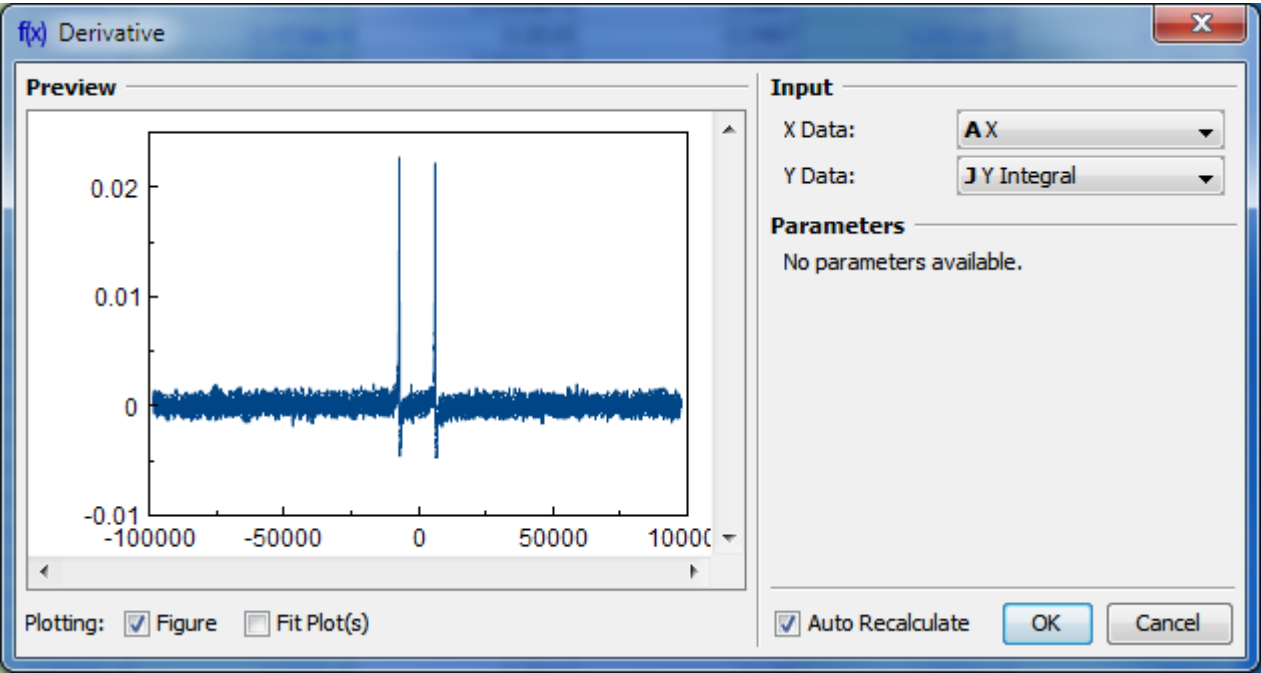 f(x) Derivative
Preview
0.02
0.01
0
-0.01
-100000 -50000 0 50000 10000
Plotting: Figure Fit Plot(s)
Input
X Data: A X
Y Data: J Y Integral
Parameters
No parameters available.
Auto Recalculate OK Cancel